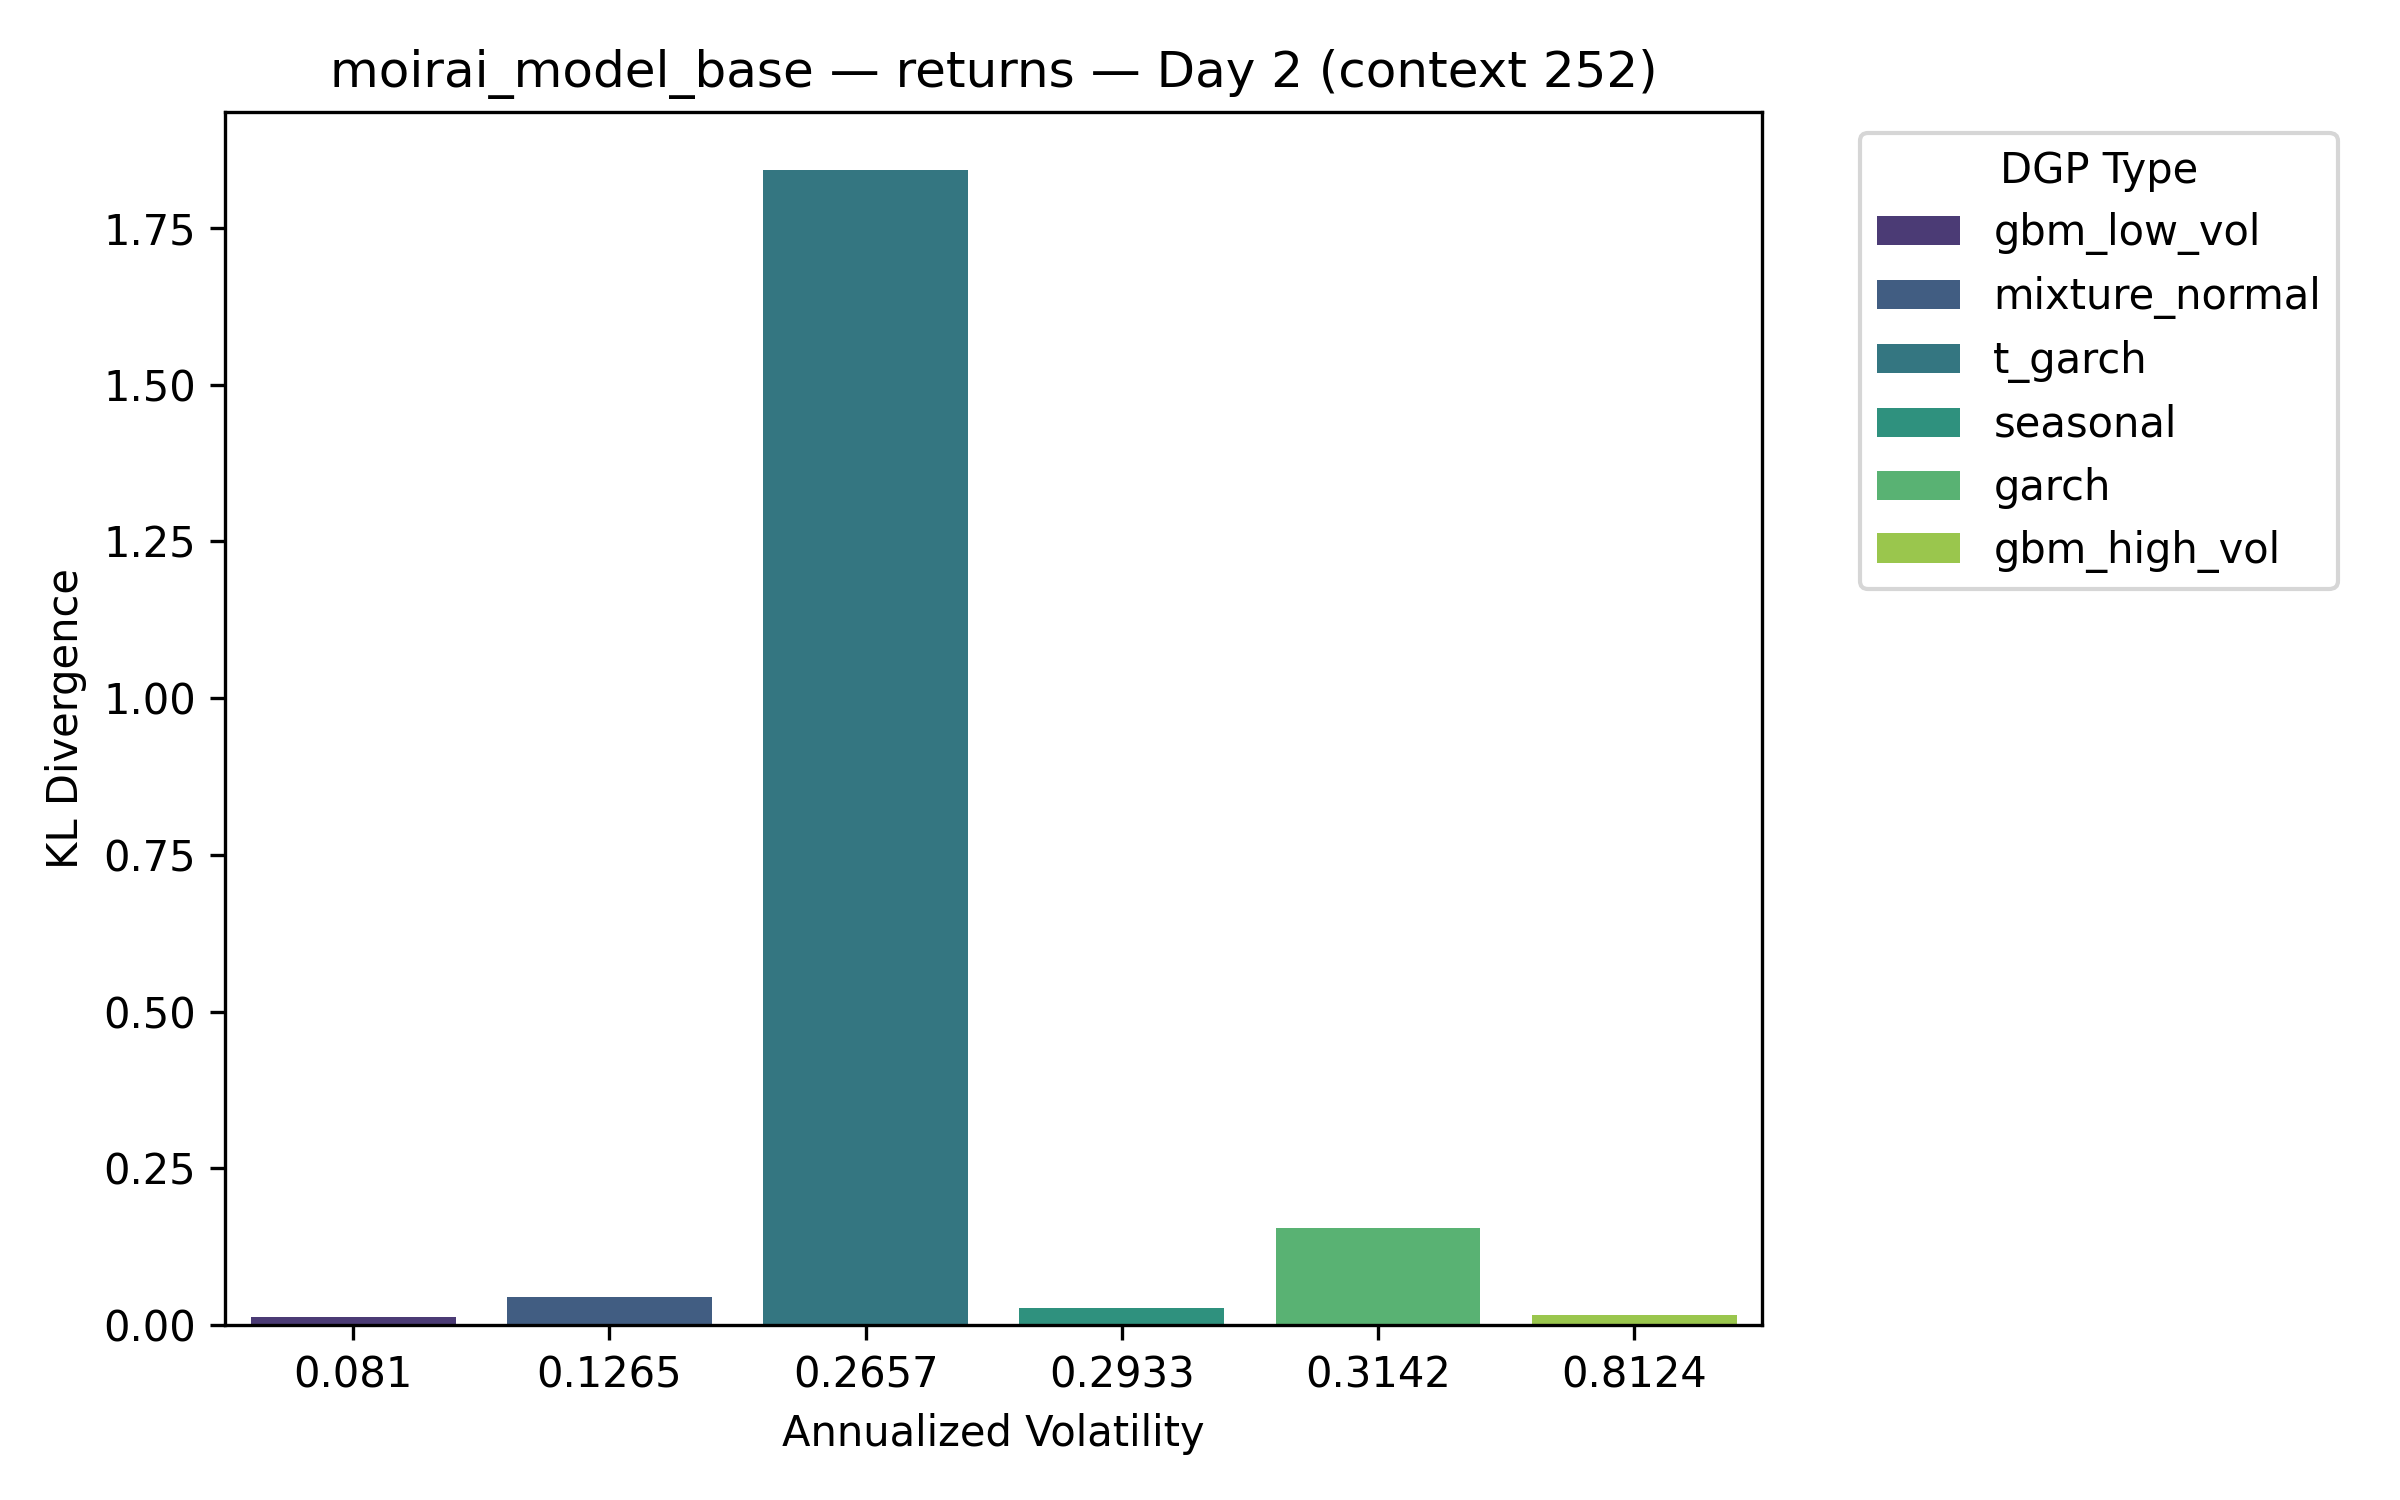 moirai_model_base — returns — Day 2 (context 252)
DGP Type
gbm_low_vol
mixture_normal
t_garch
seasonal
garch
gbm_high_vol
KL Divergence
1.75
1.50
1.25
1.00
0.75
0.50
0.25
0.00
0.081 0.1265 0.2657 0.2933 0.3142 0.8124
Annualized Volatility